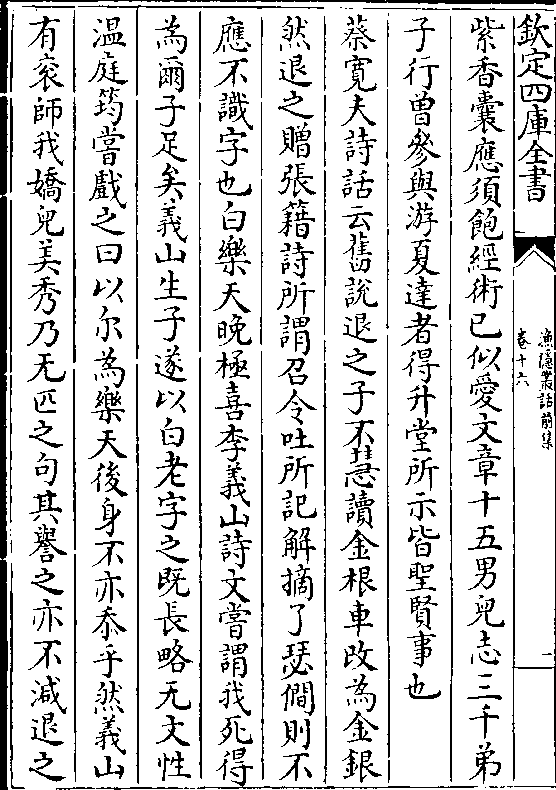 欽定四庫全書
漁隱叢話前集
卷十六
一
紫香囊應須飽經術已似愛文章十五男兒志三千弟
子行曽參與游夏達者得升堂所示皆聖賢事也
蔡寛夫詩話云舊說退之子不慧讀金根車改為金銀
然退之贈張籍詩所謂召令吐所記解摘了瑟僴則不
應不識字也白樂天晚極喜李義山詩文嘗謂我死得
為爾子足矣義山生子遂以白老字之既長略无文性
溫庭筠嘗戲之曰以尔為樂天後身不亦忝乎然義山
有衮師我嬌兒美秀乃无匹之句其譽之亦不減退之